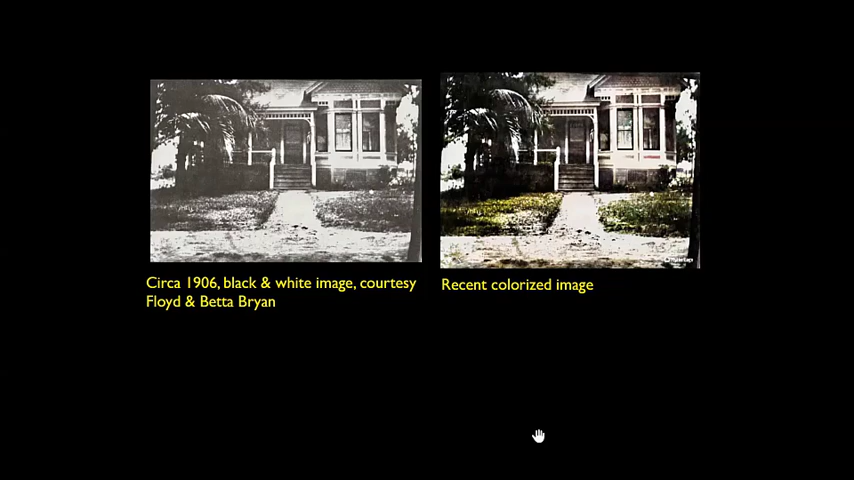 Circa 1906, black & white image, courtesy
Floyd & Betta Bryan
Recent colorized image